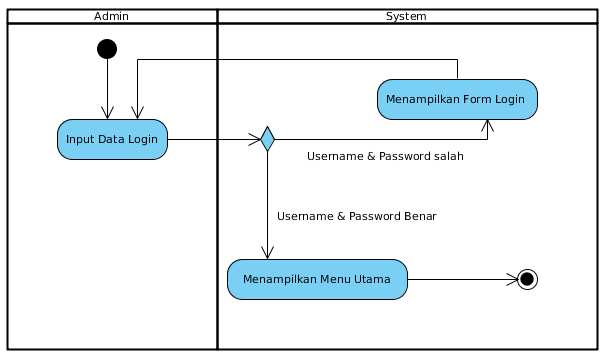 Admin
System
Menampilkan Form Login
Input Data Login
Username & Password salah
Username & Password Benar
Menampilkan Menu Utama